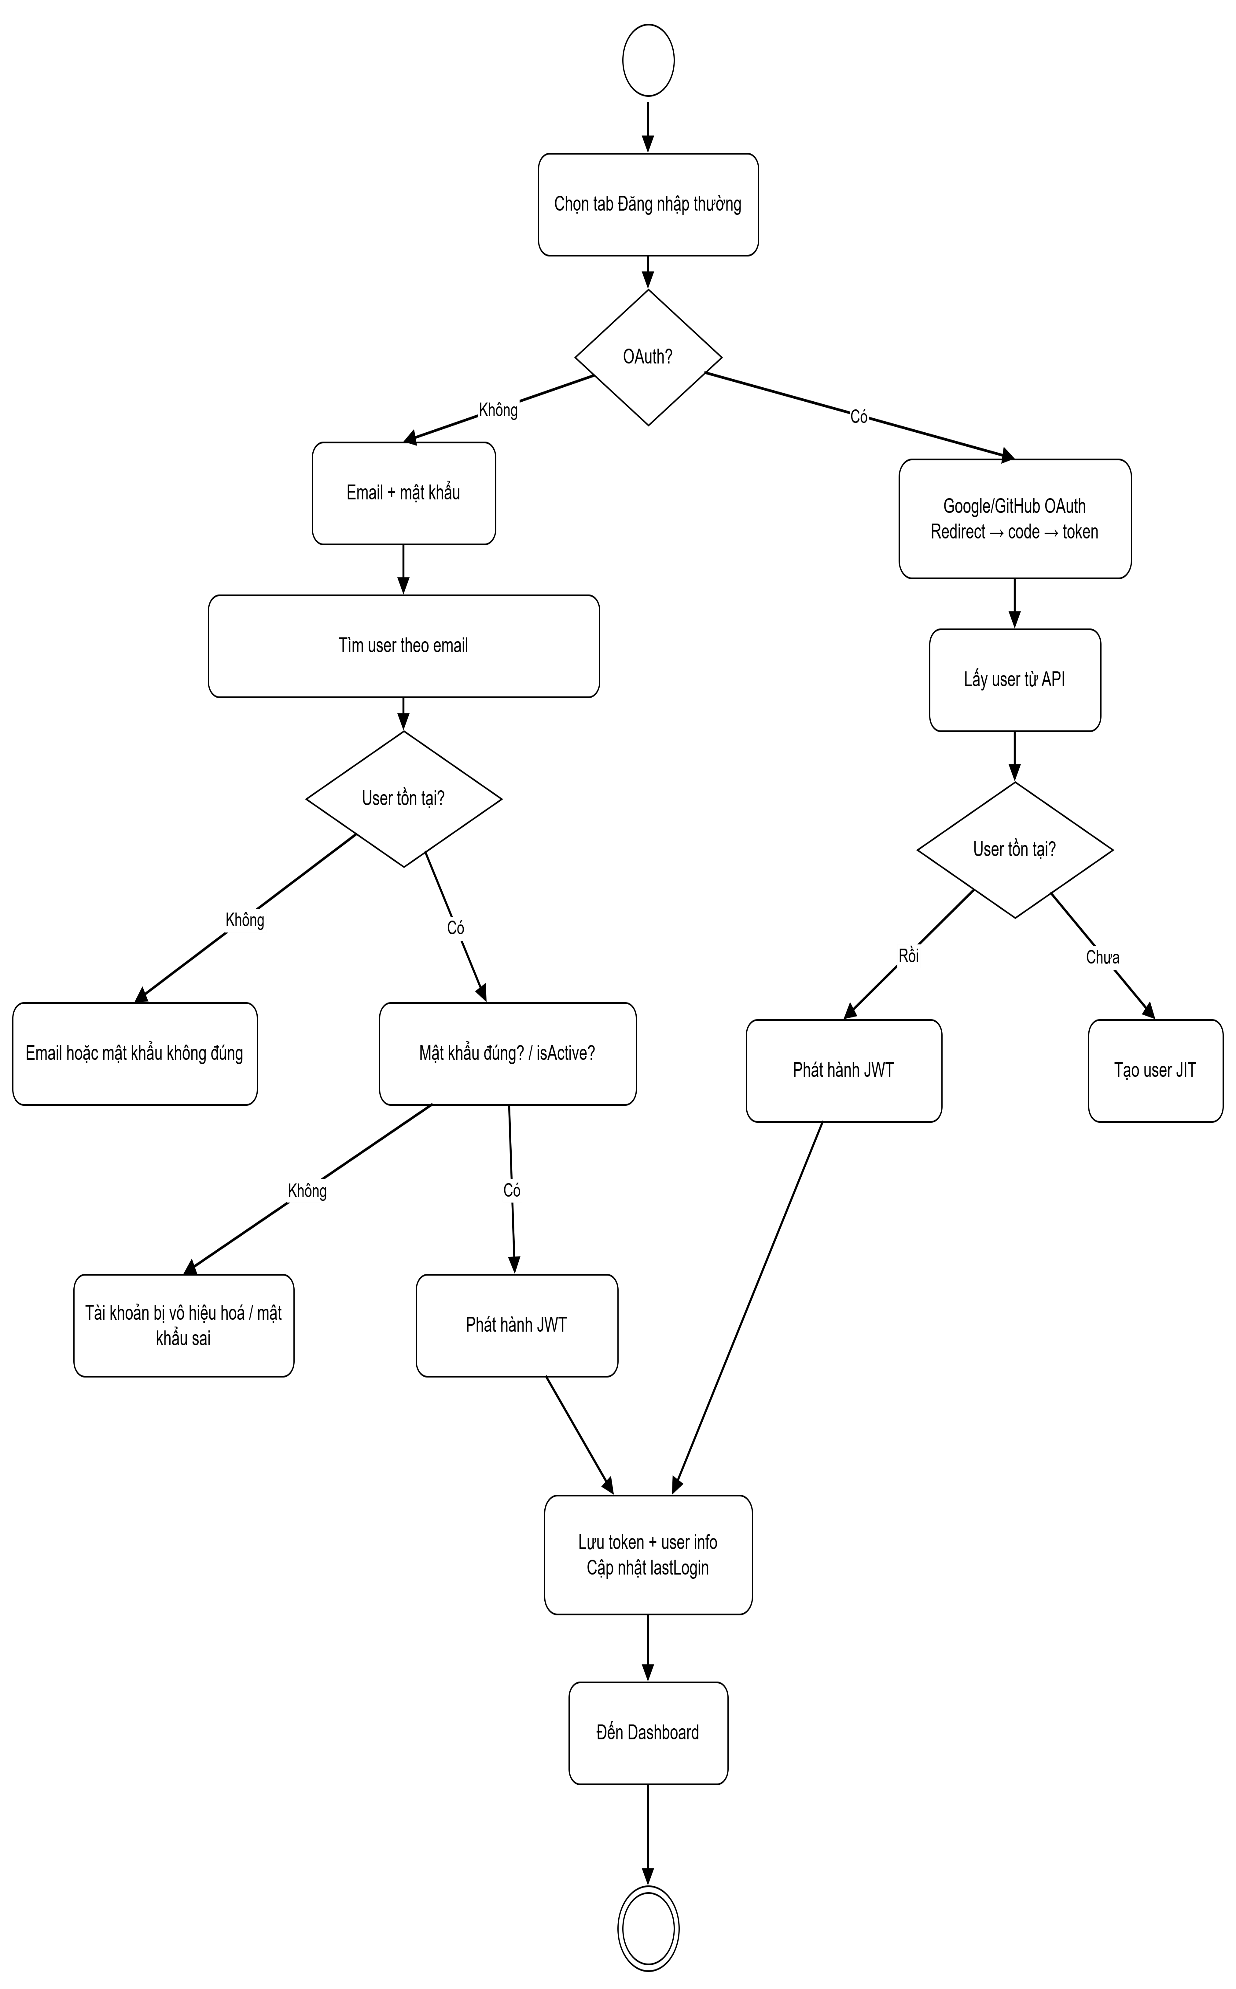 Chọn tab Đăng nhập thường
OAuth?
Không
Có
Email + mật khẩu
Google/GitHub OAuth
Redirect → code → token
Tìm user theo email
Lấy user từ API
User tồn tại?
User tồn tại?
Không
Có
Rồi
Chưa
Email hoặc mật khẩu không đúng
Mật khẩu đúng? / isActive?
Phát hành JWT
Tạo user JIT
Không
Có
Tài khoản bị vô hiệu hoá / mật
khẩu sai
Phát hành JWT
Lưu token + user info
Cập nhật lastLogin
Đến Dashboard